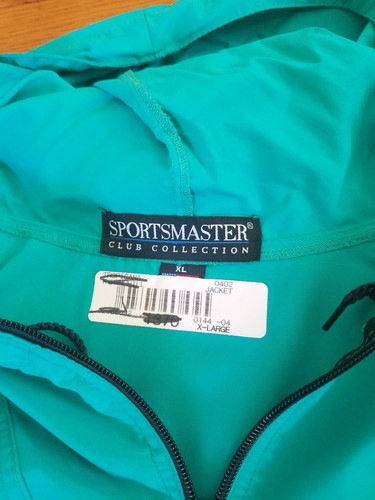 SPORTSMASTER®
CLUB COLLECTION
XL
0402
JACKET
0144 -04
X-LARGE